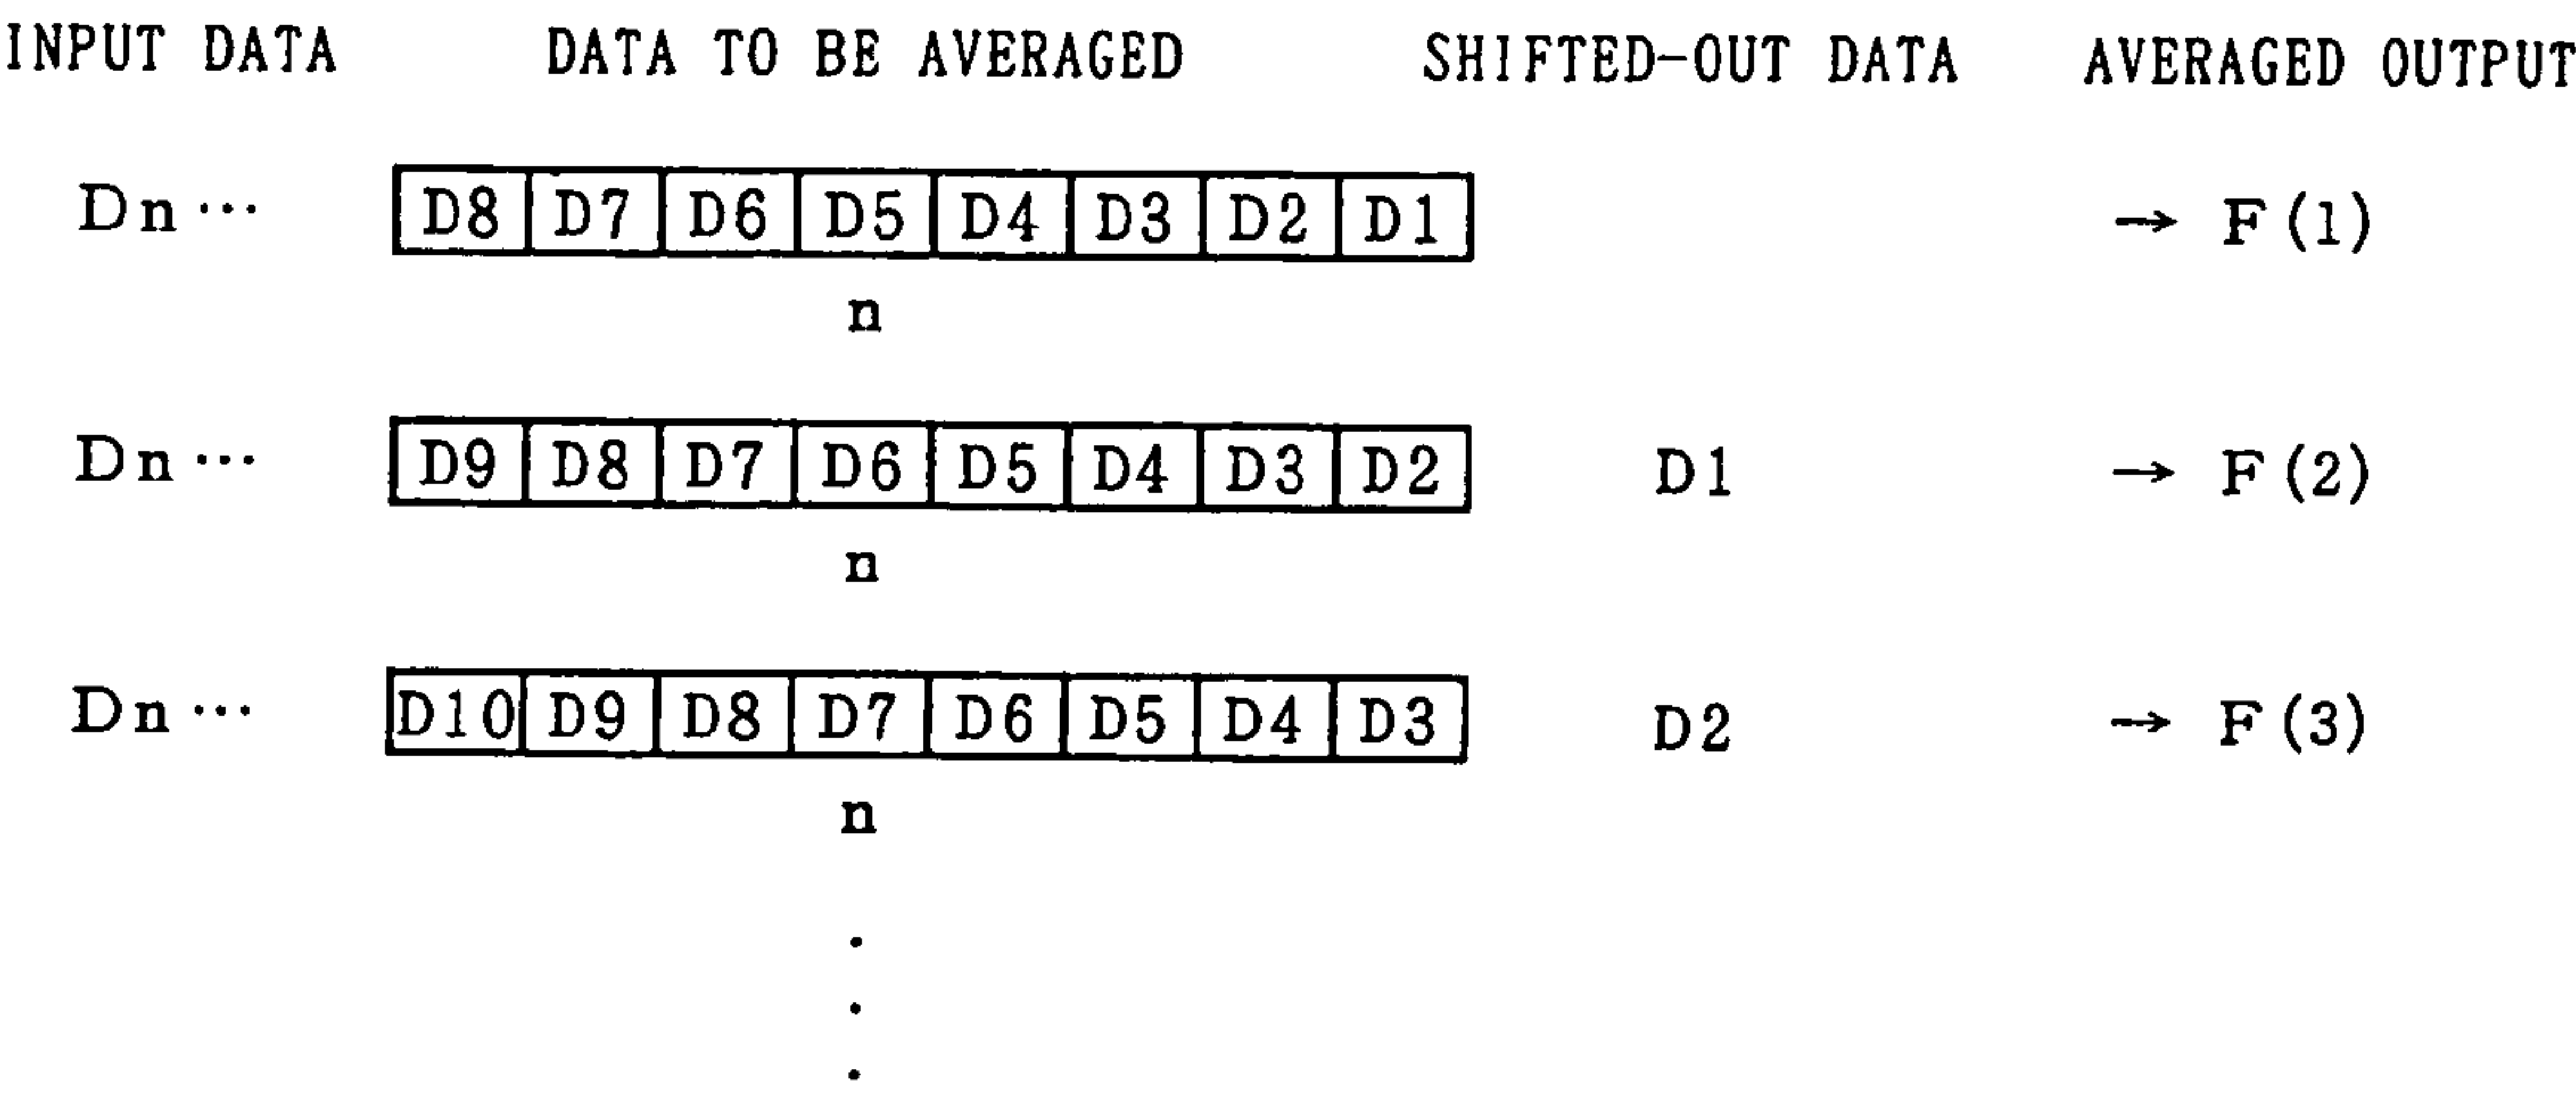 INPUT DATA DATA TO BE AVERAGED SHIFTED-OUT DATA AVERAGED OUTPUT
Dn… D8 D7 D6 D5 D4 D3 D2 D1 → F(1)
n
Dn… D9 D8 D7 D6 D5 D4 D3 D2 D1 → F(2)
n
Dn… D10 D9 D8 D7 D6 D5 D4 D3 D2 → F(3)
n
.
.
.